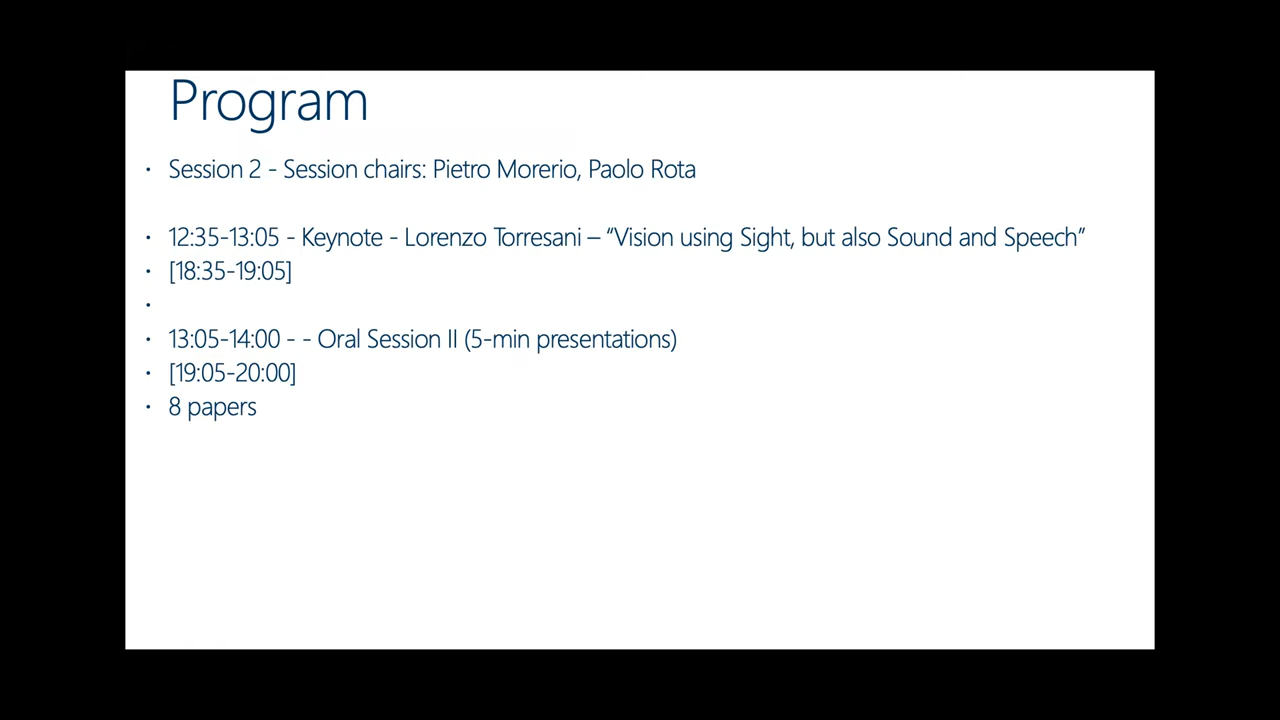 Program
• Session 2 - Session chairs: Pietro Morerio, Paolo Rota
• 12:35-13:05 - Keynote - Lorenzo Torresani – “Vision using Sight, but also Sound and Speech”
• [18:35-19:05]
•
• 13:05-14:00 - - Oral Session II (5-min presentations)
• [19:05-20:00]
• 8 papers